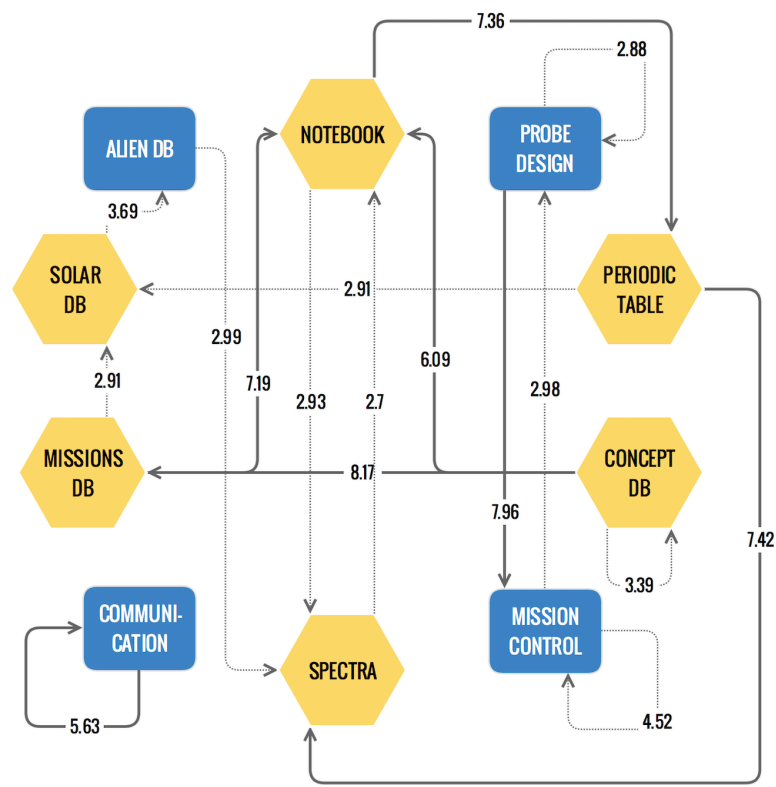 7.36
2.88
NOTEBOOK
ALIEN DB
PROBE
DESIGN
3.69
SOLAR
DB
PERIODIC
TABLE
2.91
2.99
6.09
2.91
7.19
2.93
2.7
2.98
MISSIONS
DB
8.17
CONCEPT
DB
7.96
7.42
3.39
COMMUNI-
CATION
MISSION
CONTROL
SPECTRA
5.63
4.52